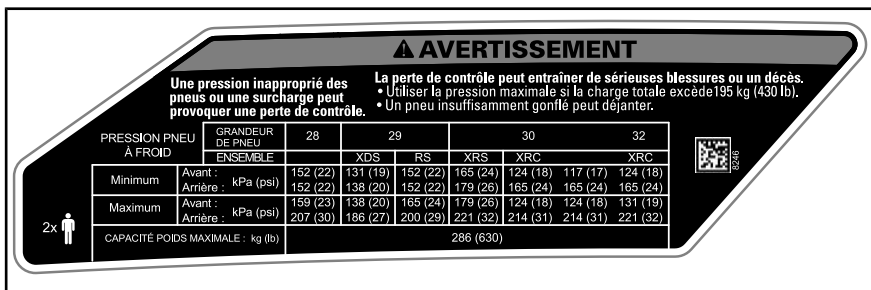 AVERTISSEMENT
Une pression inapproprié des
pneus ou une surcharge peut
provoquer une perte de contrôle.
La perte de contrôle peut entraîner de sérieuses blessures ou un décès.
• Utiliser la pression maximale si la charge totale excède195 kg (430 lb).
• Un pneu insuffisamment gonflé peut déjanter.
PRESSION PNEU
À FROID
GRANDEUR
DE PNEU
28 29 30 32
ENSEMBLE XDS RS XRS XRC XRC
Minimum Avant : kPa (psi) 152 (22) 131 (19) 152 (22) 165 (24) 124 (18) 117 (17) 124 (18)
Arrière : 152 (22) 138 (20) 152 (22) 179 (26) 165 (24) 165 (24) 165 (24)
Maximum Avant : kPa (psi) 159 (23) 138 (20) 165 (24) 179 (26) 124 (18) 124 (18) 131 (19)
Arrière : 207 (30) 186 (27) 200 (29) 221 (32) 214 (31) 214 (31) 221 (32)
2x
CAPACITÉ POIDS MAXIMALE : kg (lb) 286 (630)
8246